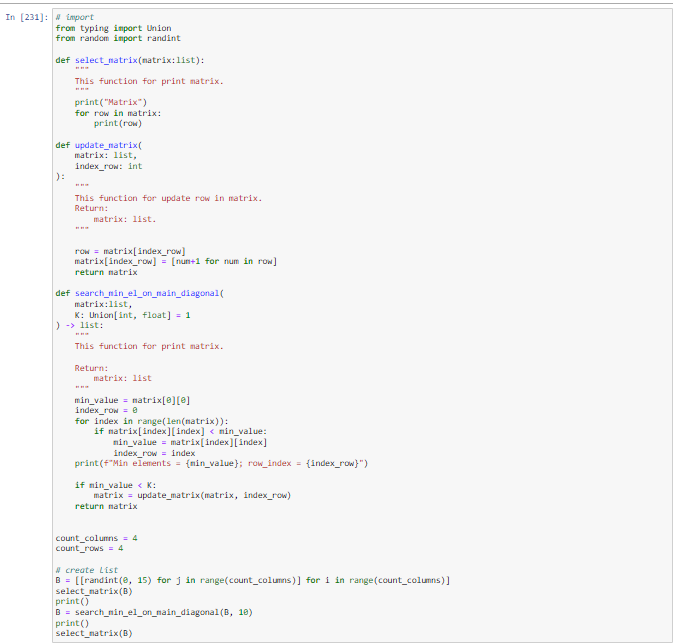 In [231]: # import
from typing import Union
from random import randint

def select_matrix(matrix:list):
    """
    This function for print matrix.
    """
    print("Matrix")
    for row in matrix:
        print(row)

def update_matrix(
    matrix: list,
    index_row: int
):
    """
    This function for update row in matrix.
    Return:
        matrix: list.
    """

    row = matrix[index_row]
    matrix[index_row] = [num+1 for num in row]
    return matrix

def search_min_el_on_main_diagonal(
    matrix:list,
    K: Union[int, float] = 1
) -> list:
    """
    This function for print matrix.

    Return:
        matrix: list
    """
    min_value = matrix[0][0]
    index_row = 0
    for index in range(len(matrix)):
        if matrix[index][index] < min_value:
            min_value = matrix[index][index]
            index_row = index
    print(f"Min elements = {min_value}; row_index = {index_row}")

    if min_value < K:
        matrix = update_matrix(matrix, index_row)
    return matrix


count_columns = 4
count_rows = 4

# create list
B = [[randint(0, 15) for j in range(count_columns)] for i in range(count_columns)]
select_matrix(B)
print()
B = search_min_el_on_main_diagonal(B, 10)
print()
select_matrix(B)